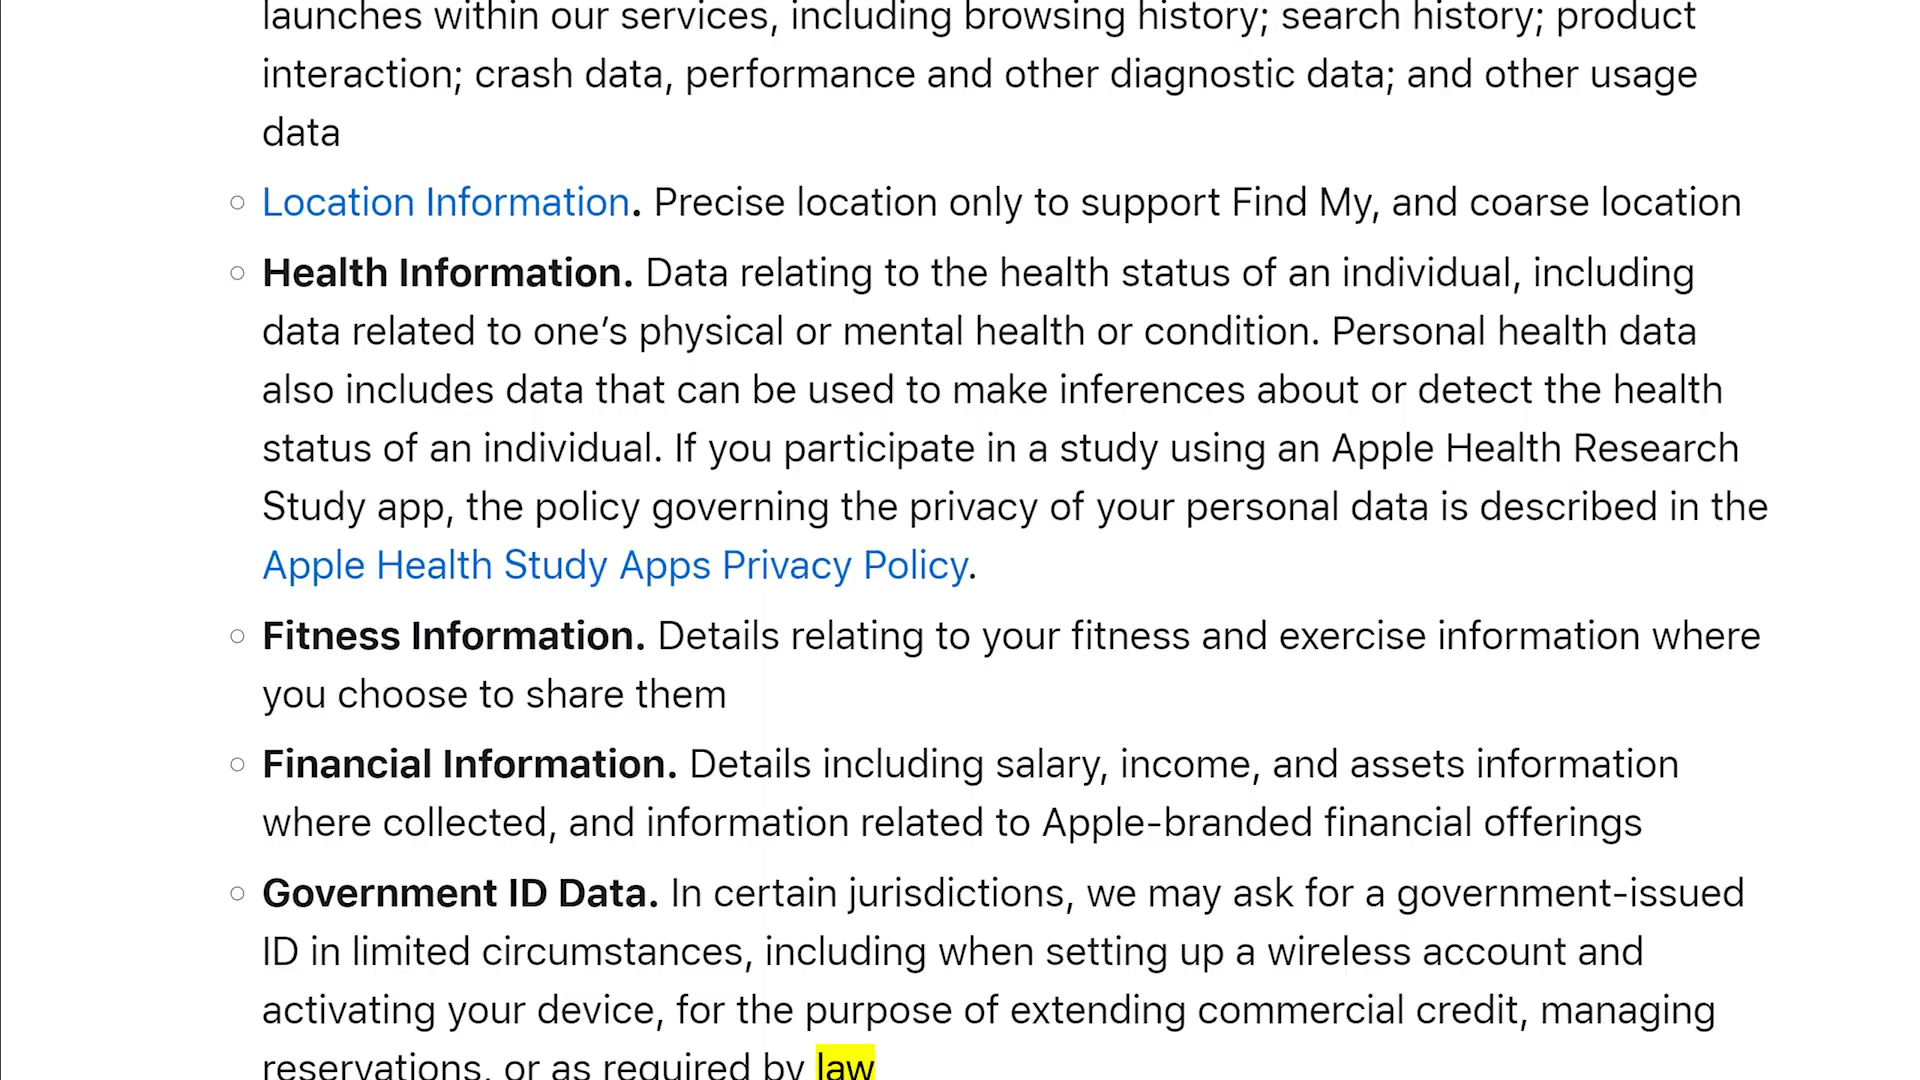 launches within our services, including browsing history; search history; product
interaction; crash data, performance and other diagnostic data; and other usage
data
Location Information. Precise location only to support Find My, and coarse location
Health Information. Data relating to the health status of an individual, including
data related to one’s physical or mental health or condition. Personal health data
also includes data that can be used to make inferences about or detect the health
status of an individual. If you participate in a study using an Apple Health Research
Study app, the policy governing the privacy of your personal data is described in the
Apple Health Study Apps Privacy Policy.
Fitness Information. Details relating to your fitness and exercise information where
you choose to share them
Financial Information. Details including salary, income, and assets information
where collected, and information related to Apple-branded financial offerings
Government ID Data. In certain jurisdictions, we may ask for a government-issued
ID in limited circumstances, including when setting up a wireless account and
activating your device, for the purpose of extending commercial credit, managing
reservations, or as required by law